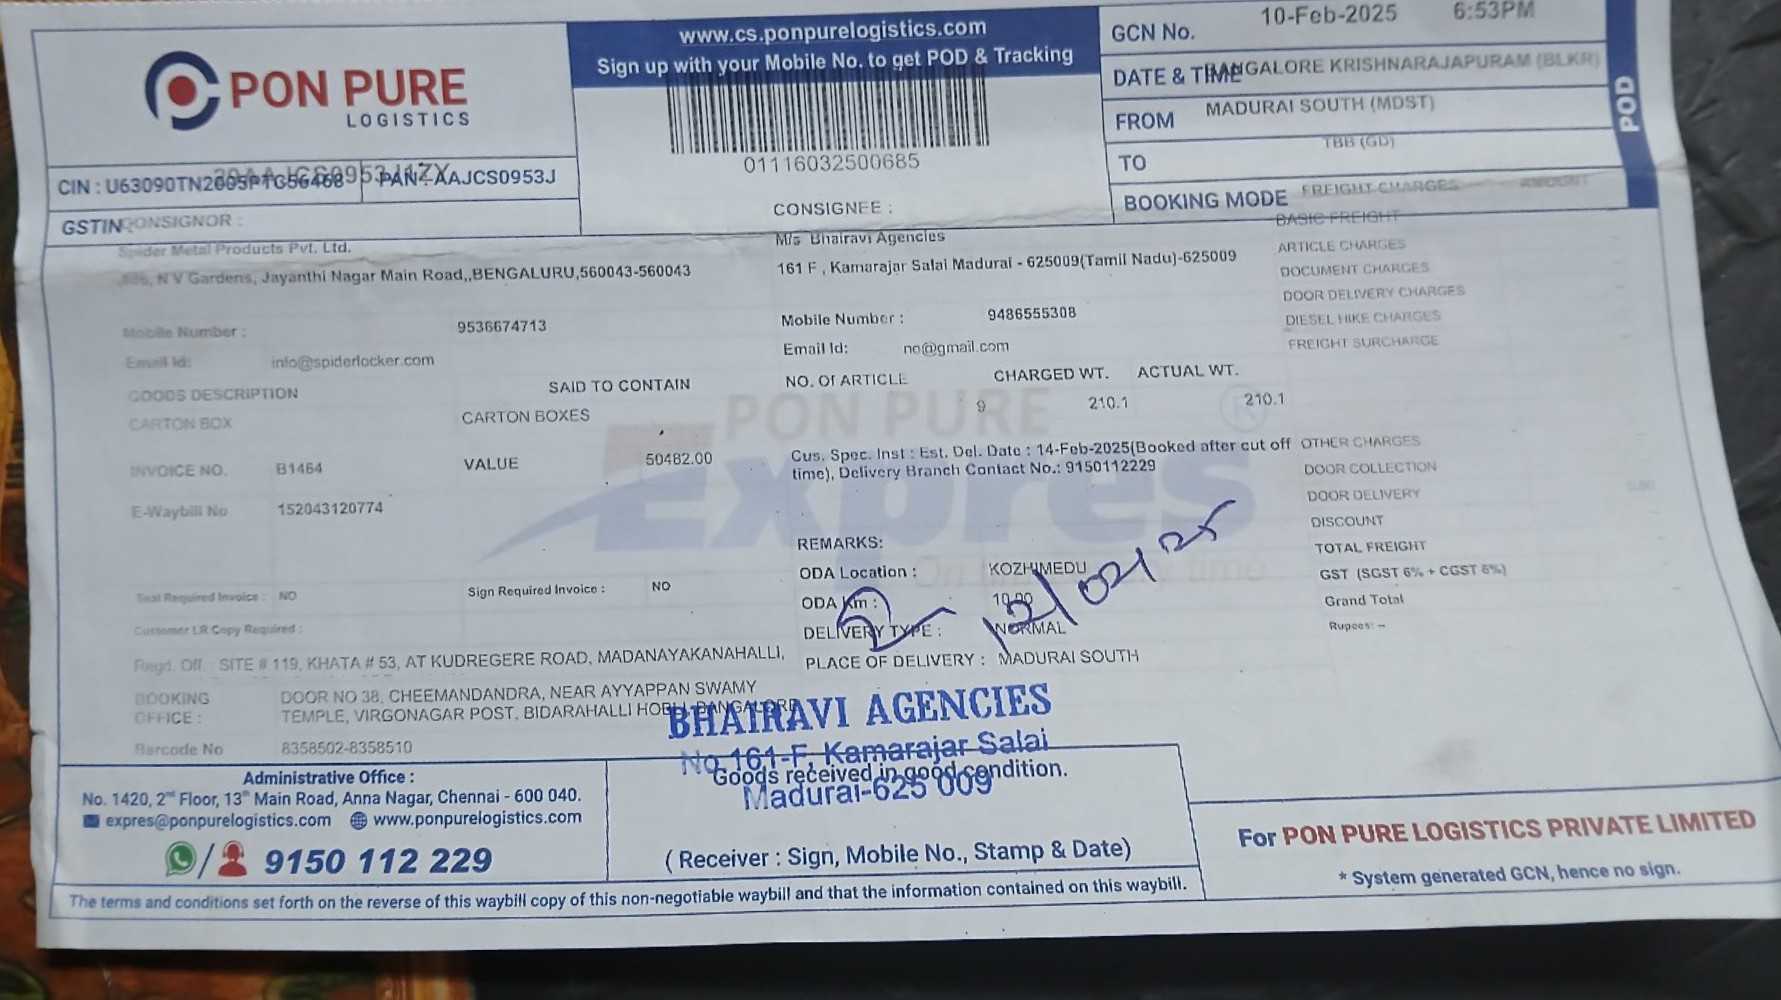 PON PURE
LOGISTICS
www.cs.ponpurelogistics.com
Sign up with your Mobile No. to get POD & Tracking
01116032500685
GCN No.
10-Feb-2025 6:53PM
DATE & TIME
BANGALORE KRISHNARAJAPURAM (BLKR)
FROM
MADURAI SOUTH (MDST)
TO
TBB (GD)
BOOKING MODE
FREIGHT CHARGES AMOUNT
POD
CIN : U63090TN2005PTC56468 PAN - AAJCS0953J
GSTIN
CONSIGNOR :
Spider Metal Products Pvt. Ltd.
N V Gardens, Jayanthi Nagar Main Road,,BENGALURU,560043-560043
Mobile Number : 9536674713
Email Id: info@spiderlocker.com
CONSIGNEE :
M/s Bhairavi Agencies
161 F , Kamarajar Salai Madurai - 625009(Tamil Nadu)-625009
Mobile Number : 9486555308
Email Id: no@gmail.com
BASIC FREIGHT
ARTICLE CHARGES
DOCUMENT CHARGES
DOOR DELIVERY CHARGES
DIESEL HIKE CHARGES
FREIGHT SURCHARGE
GOODS DESCRIPTION SAID TO CONTAIN NO. Of ARTICLE CHARGED WT. ACTUAL WT.
CARTON BOX CARTON BOXES 9 210.1 210.1
PON PURE
Expres
INVOICE NO. B1464 VALUE 50482.00
E-Waybill No 152043120774
Cus. Spec. Inst : Est. Del. Date : 14-Feb-2025(Booked after cut off
time), Delivery Branch Contact No.: 9150112229
OTHER CHARGES
DOOR COLLECTION
DOOR DELIVERY
DISCOUNT
TOTAL FREIGHT
GST (SGST 6% + CGST 6%)
Grand Total
Rupees: --
REMARKS:
ODA Location : KOZHIMEDU
ODA Km : 10.00
DELIVERY TYPE : NORMAL
PLACE OF DELIVERY : MADURAI SOUTH
12/02/25
Seal Required Invoice : NO Sign Required Invoice : NO
Customer LR Copy Required :
Regd. Off : SITE # 119, KHATA # 53, AT KUDREGERE ROAD, MADANAYAKANAHALLI,
BOOKING OFFICE :
DOOR NO 38, CHEEMANDANDRA, NEAR AYYAPPAN SWAMY
TEMPLE, VIRGONAGAR POST, BIDARAHALLI HOBLI, BANGALORE
Barcode No 8358502-8358510
BHAIRAVI AGENCIES
No.161-F, Kamarajar Salai
Madurai-625 009
Goods received in good condition.
(Receiver : Sign, Mobile No., Stamp & Date)
Administrative Office :
No. 1420, 2nd Floor, 13th Main Road, Anna Nagar, Chennai - 600 040.
expres@ponpurelogistics.com www.ponpurelogistics.com
9150 112 229
For PON PURE LOGISTICS PRIVATE LIMITED
* System generated GCN, hence no sign.
The terms and conditions set forth on the reverse of this waybill copy of this non-negotiable waybill and that the information contained on this waybill.